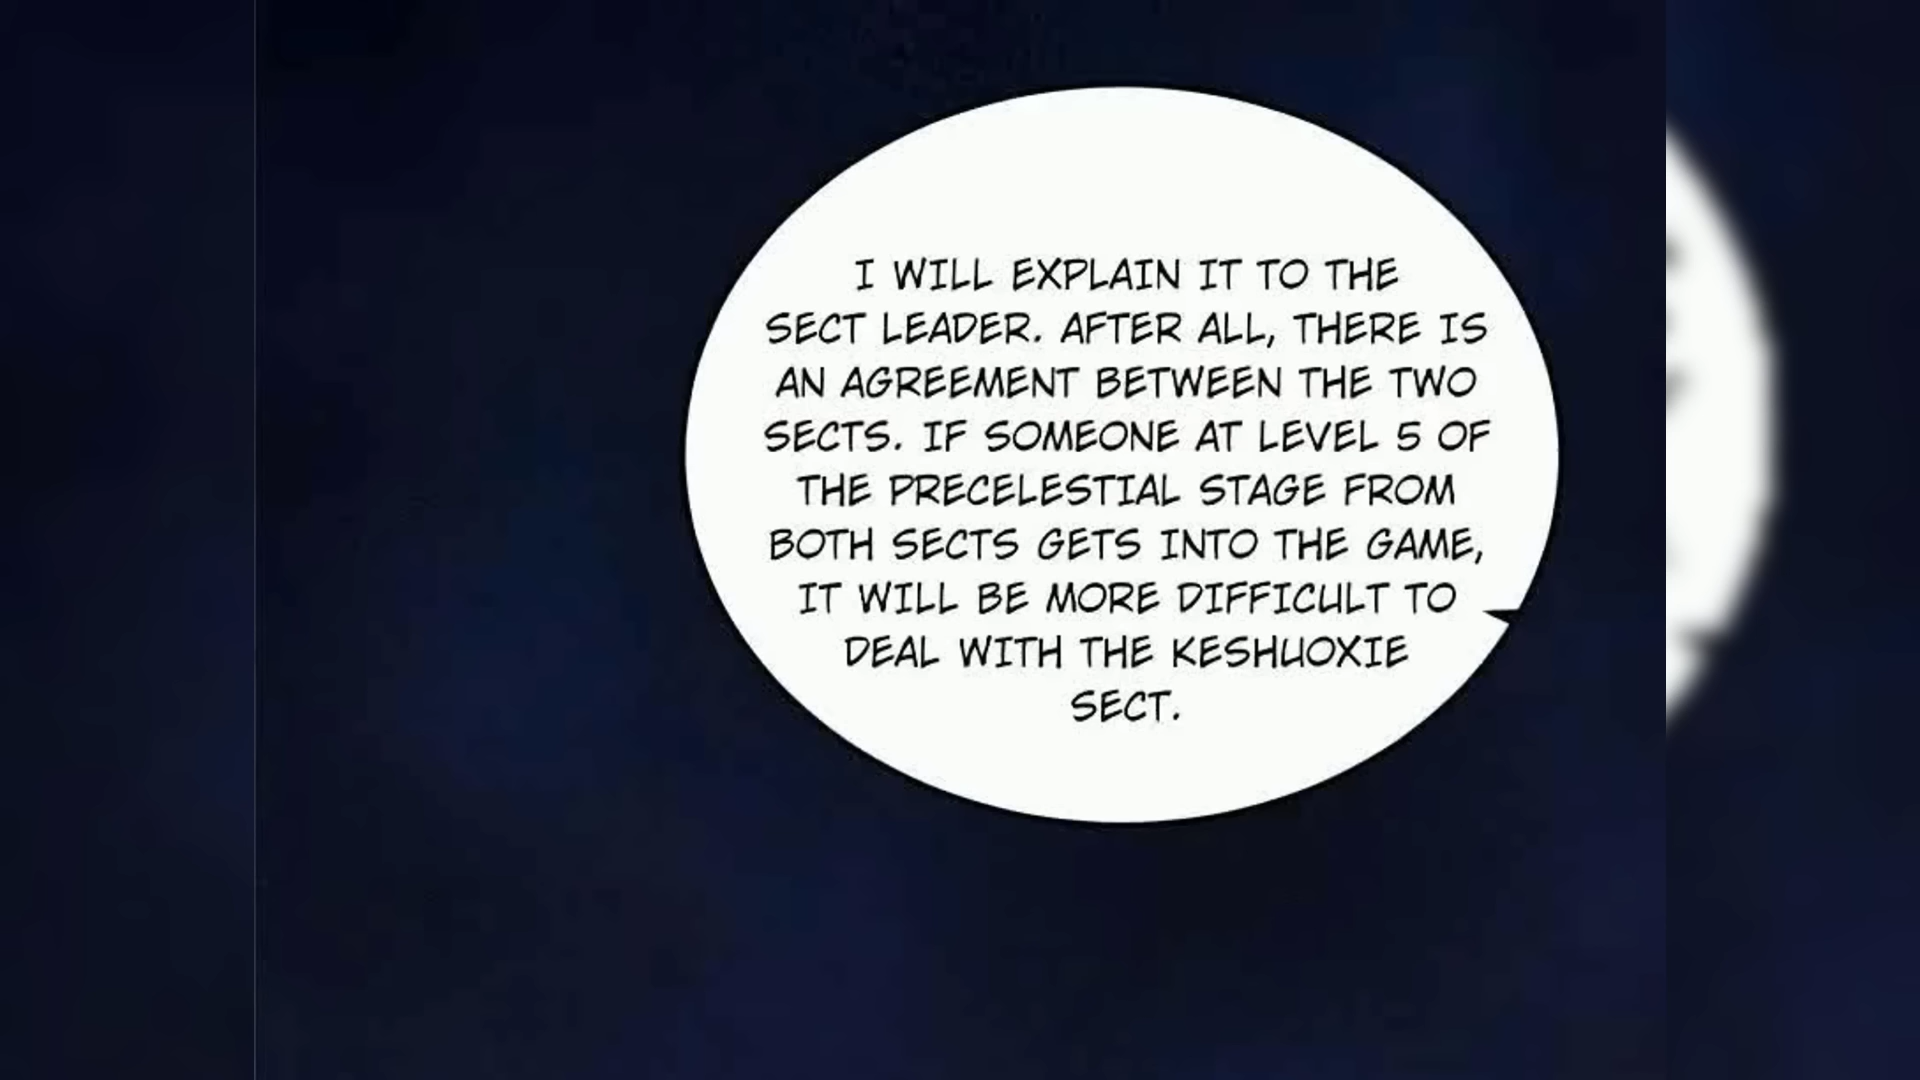 I WILL EXPLAIN IT TO THE
SECT LEADER. AFTER ALL, THERE IS
AN AGREEMENT BETWEEN THE TWO
SECTS. IF SOMEONE AT LEVEL 5 OF
THE PRECELESTIAL STAGE FROM
BOTH SECTS GETS INTO THE GAME,
IT WILL BE MORE DIFFICULT TO
DEAL WITH THE KESHUOXIE
SECT.